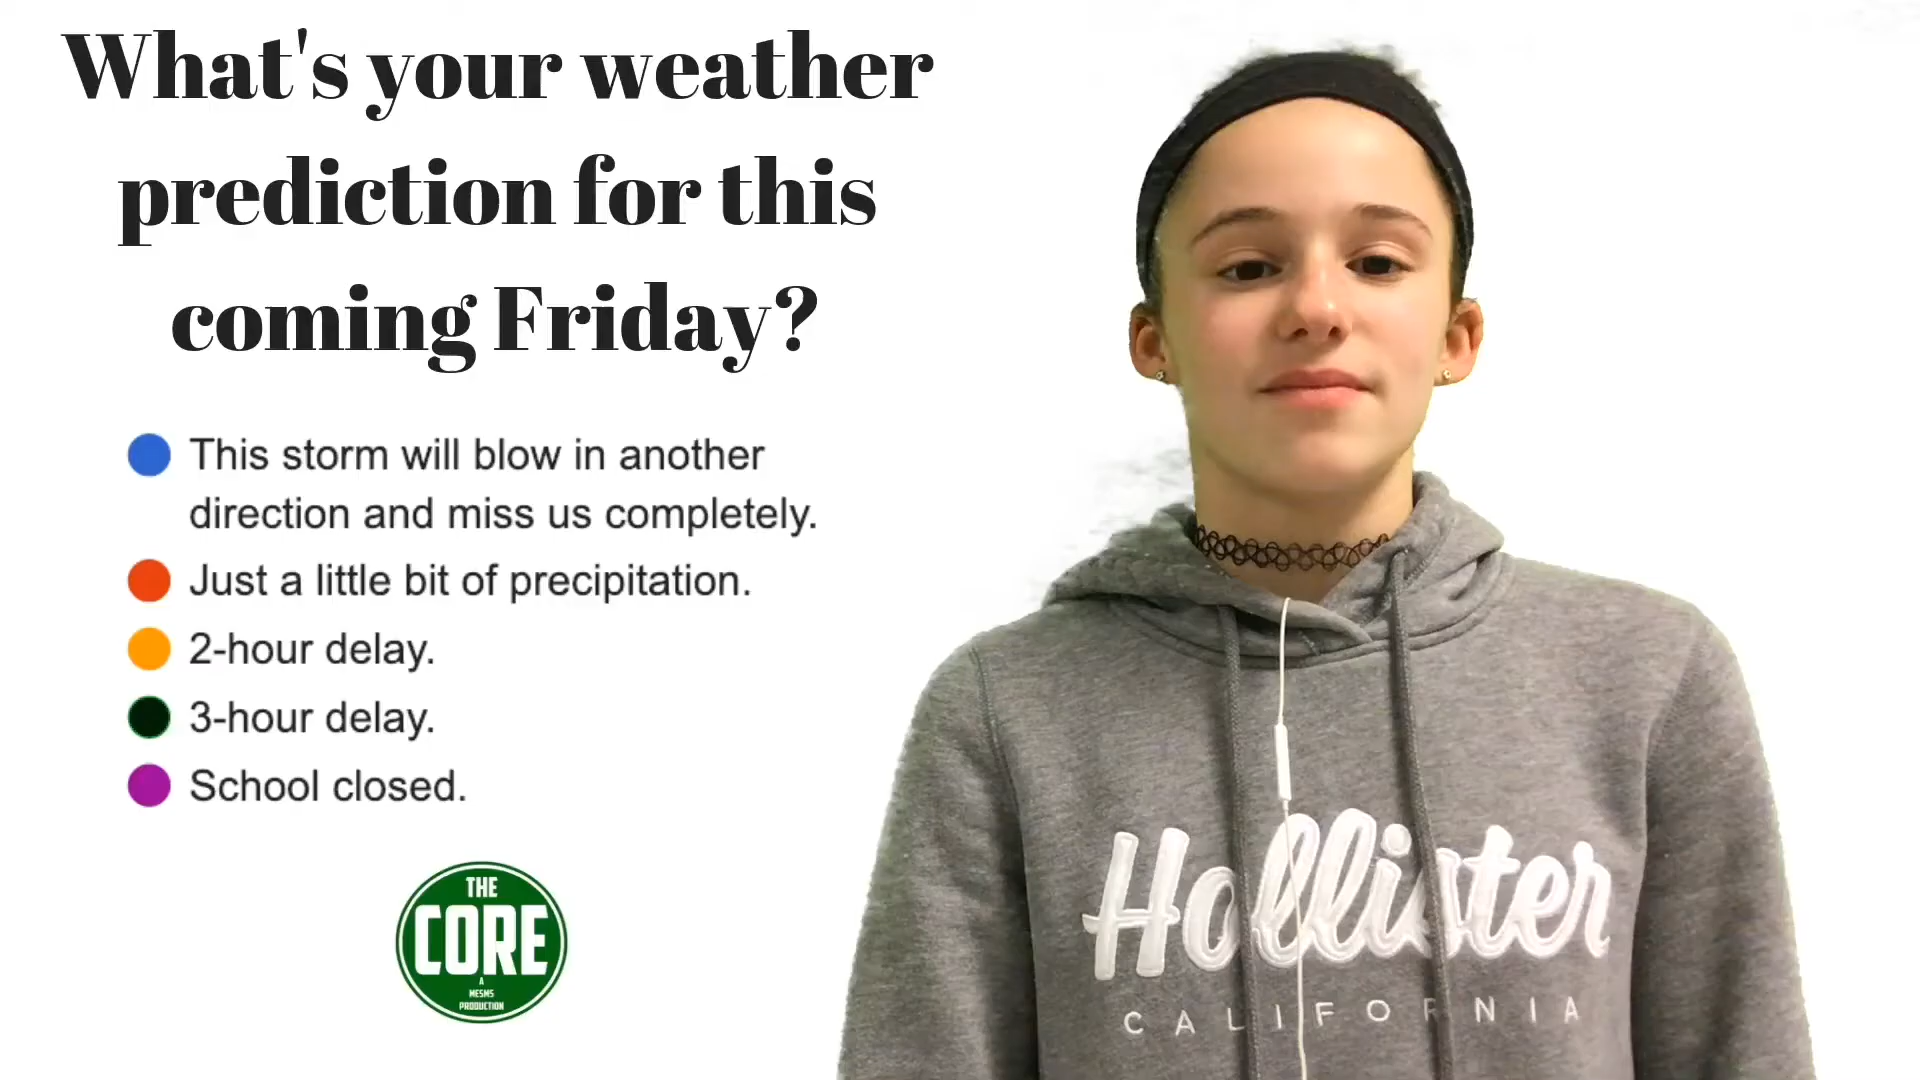 What's your weather
prediction for this
coming Friday?
This storm will blow in another
direction and miss us completely.
Just a little bit of precipitation.
2-hour delay.
3-hour delay.
School closed.
THE
CORE
A
MESMS
PRODUCTION
Hollister
CALIFORNIA